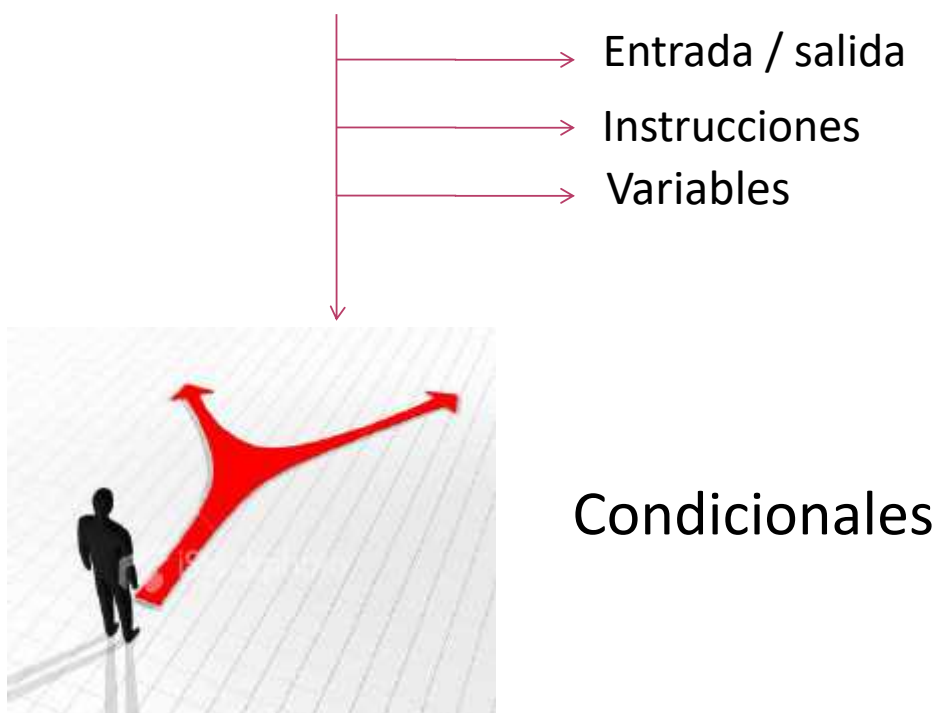 Entrada / salida
Instrucciones
Variables
Condicionales